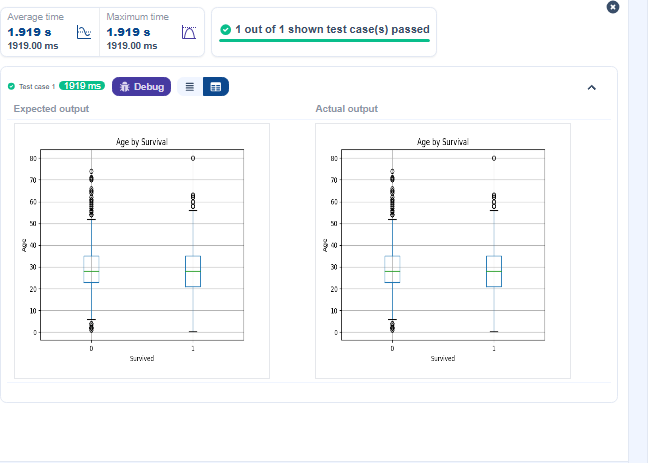 Average time
1.919 s
1919.00 ms
Maximum time
1.919 s
1919.00 ms
1 out of 1 shown test case(s) passed
Test case 1
1919 ms
Debug
Expected output
Actual output
Age by Survival
80
70
60
50
40
30
20
10
0
Age
0
1
Survived
Age by Survival
80
70
60
50
40
30
20
10
0
Age
0
1
Survived